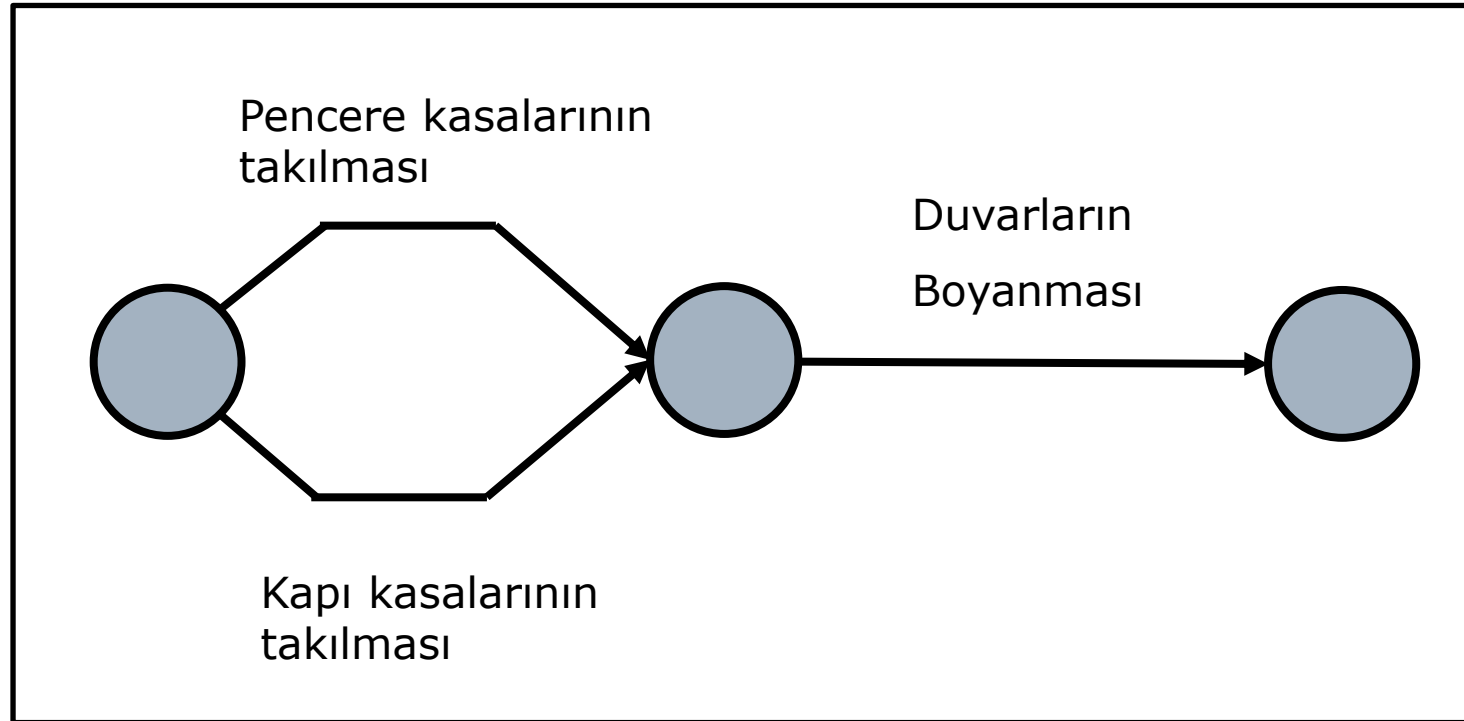 Pencere kasalarının
takılması
Duvarların
Boyanması
Kapı kasalarının
takılması